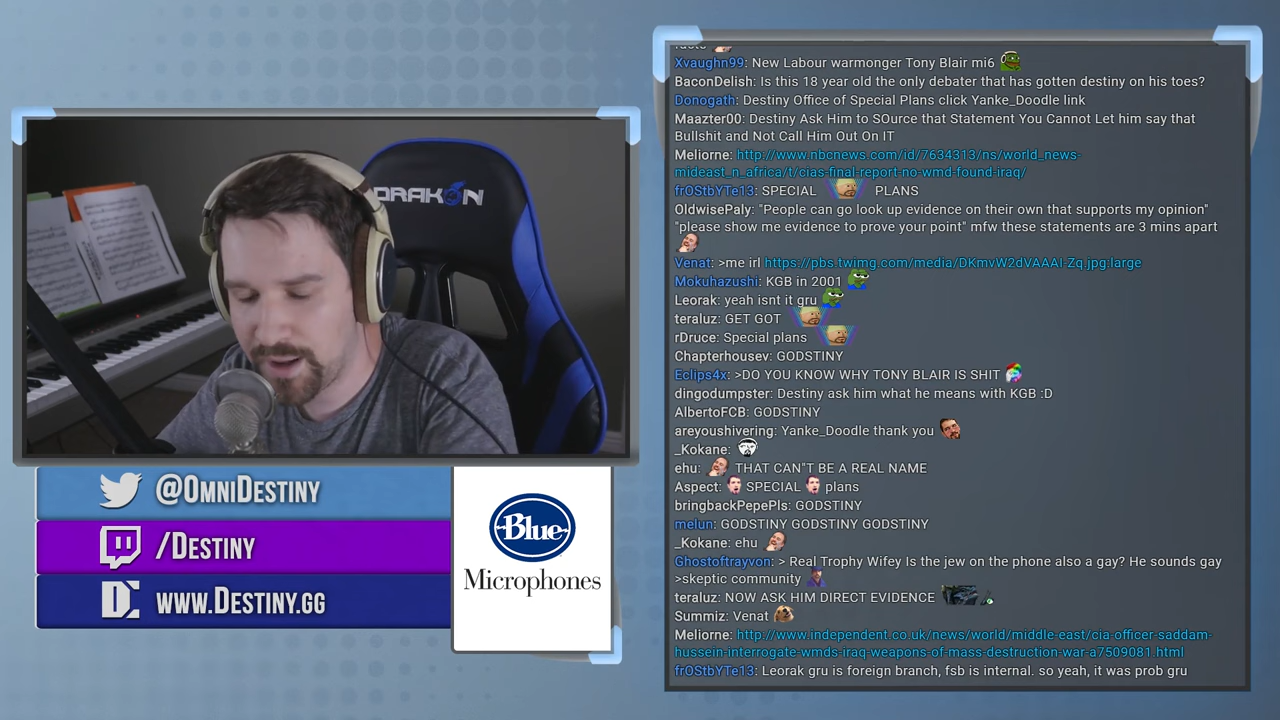 DRAKON
@OmniDestiny
/Destiny
www.Destiny.gg
Blue
Microphones
Xvaughn99: New Labour warmonger Tony Blair mi6
BaconDelish: Is this 18 year old the only debater that has gotten destiny on his toes?
Donogath: Destiny Office of Special Plans click Yanke_Doodle link
Maazter00: Destiny Ask Him to SOurce that Statement You Cannot Let him say that
Bullshit and Not Call Him Out On IT
Meliorne: http://www.nbcnews.com/id/7634313/ns/world_news-
mideast_n_africa/t/cias-final-report-no-wmd-found-iraq/
frOStbYTe13: SPECIAL PLANS
OldwisePaly: "People can go look up evidence on their own that supports my opinion"
"please show me evidence to prove your point" mfw these statements are 3 mins apart
Venat: >me irl https://pbs.twimg.com/media/DKmvW2dVAAAI-Zq.jpg:large
Mokuhazushi: KGB in 2001
Leorak: yeah isnt it gru
teraluz: GET GOT
rDruce: Special plans
Chapterhousev: GODSTINY
Eclips4x: >DO YOU KNOW WHY TONY BLAIR IS SHIT
dingodumpster: Destiny ask him what he means with KGB :D
AlbertoFCB: GODSTINY
areyoushivering: Yanke_Doodle thank you
_Kokane:
ehu: THAT CAN"T BE A REAL NAME
Aspect: SPECIAL plans
bringbackPepePls: GODSTINY
melun: GODSTINY GODSTINY GODSTINY
_Kokane: ehu
Ghostoftrayvon: > Real Trophy Wifey Is the jew on the phone also a gay? He sounds gay
>skeptic community
teraluz: NOW ASK HIM DIRECT EVIDENCE
Summiz: Venat
Meliorne: http://www.independent.co.uk/news/world/middle-east/cia-officer-saddam-
hussein-interrogate-wmds-iraq-weapons-of-mass-destruction-war-a7509081.html
frOStbYTe13: Leorak gru is foreign branch, fsb is internal. so yeah, it was prob gru